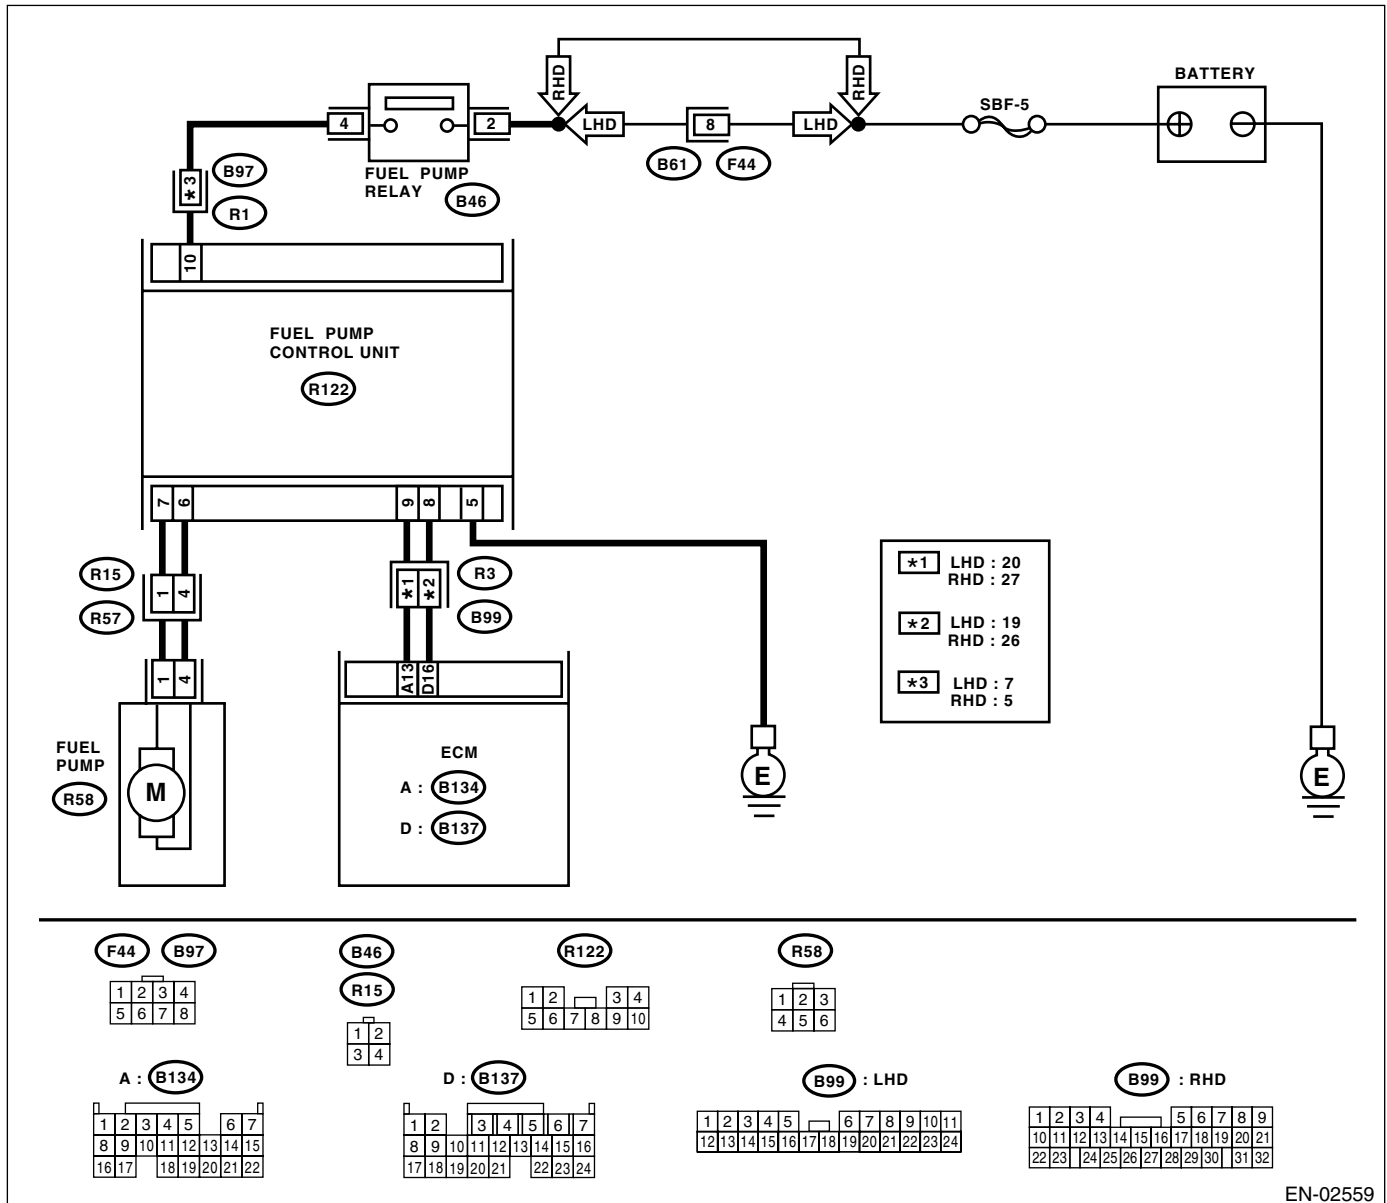 BATTERY
RHD
RHD
SBF-5
4
2
LHD
8
LHD
B97
*3
R1
FUEL PUMP
RELAY
B46
B61
F44
10
FUEL PUMP
CONTROL UNIT
R122
7
6
9
8
5
R15
1
4
R57
*1
*2
R3
B99
*1 LHD : 20
RHD : 27
*2 LHD : 19
RHD : 26
*3 LHD : 7
RHD : 5
1
4
A13
D16
FUEL
PUMP
R58
M
ECM
A : B134
D : B137
E
E
F44 B97
1 2 3 4
5 6 7 8
B46
R15
1 2
3 4
R122
1 2 3 4
5 6 7 8 9 10
R58
1 2 3
4 5 6
A : B134
1 2 3 4 5 6 7
8 9 10 11 12 13 14 15
16 17 18 19 20 21 22
D : B137
1 2 3 4 5 6 7
8 9 10 11 12 13 14 15 16
17 18 19 20 21 22 23 24
B99 : LHD
1 2 3 4 5 6 7 8 9 10 11
12 13 14 15 16 17 18 19 20 21 22 23 24
B99 : RHD
1 2 3 4 5 6 7 8 9
10 11 12 13 14 15 16 17 18 19 20 21
22 23 24 25 26 27 28 29 30 31 32
EN-02559